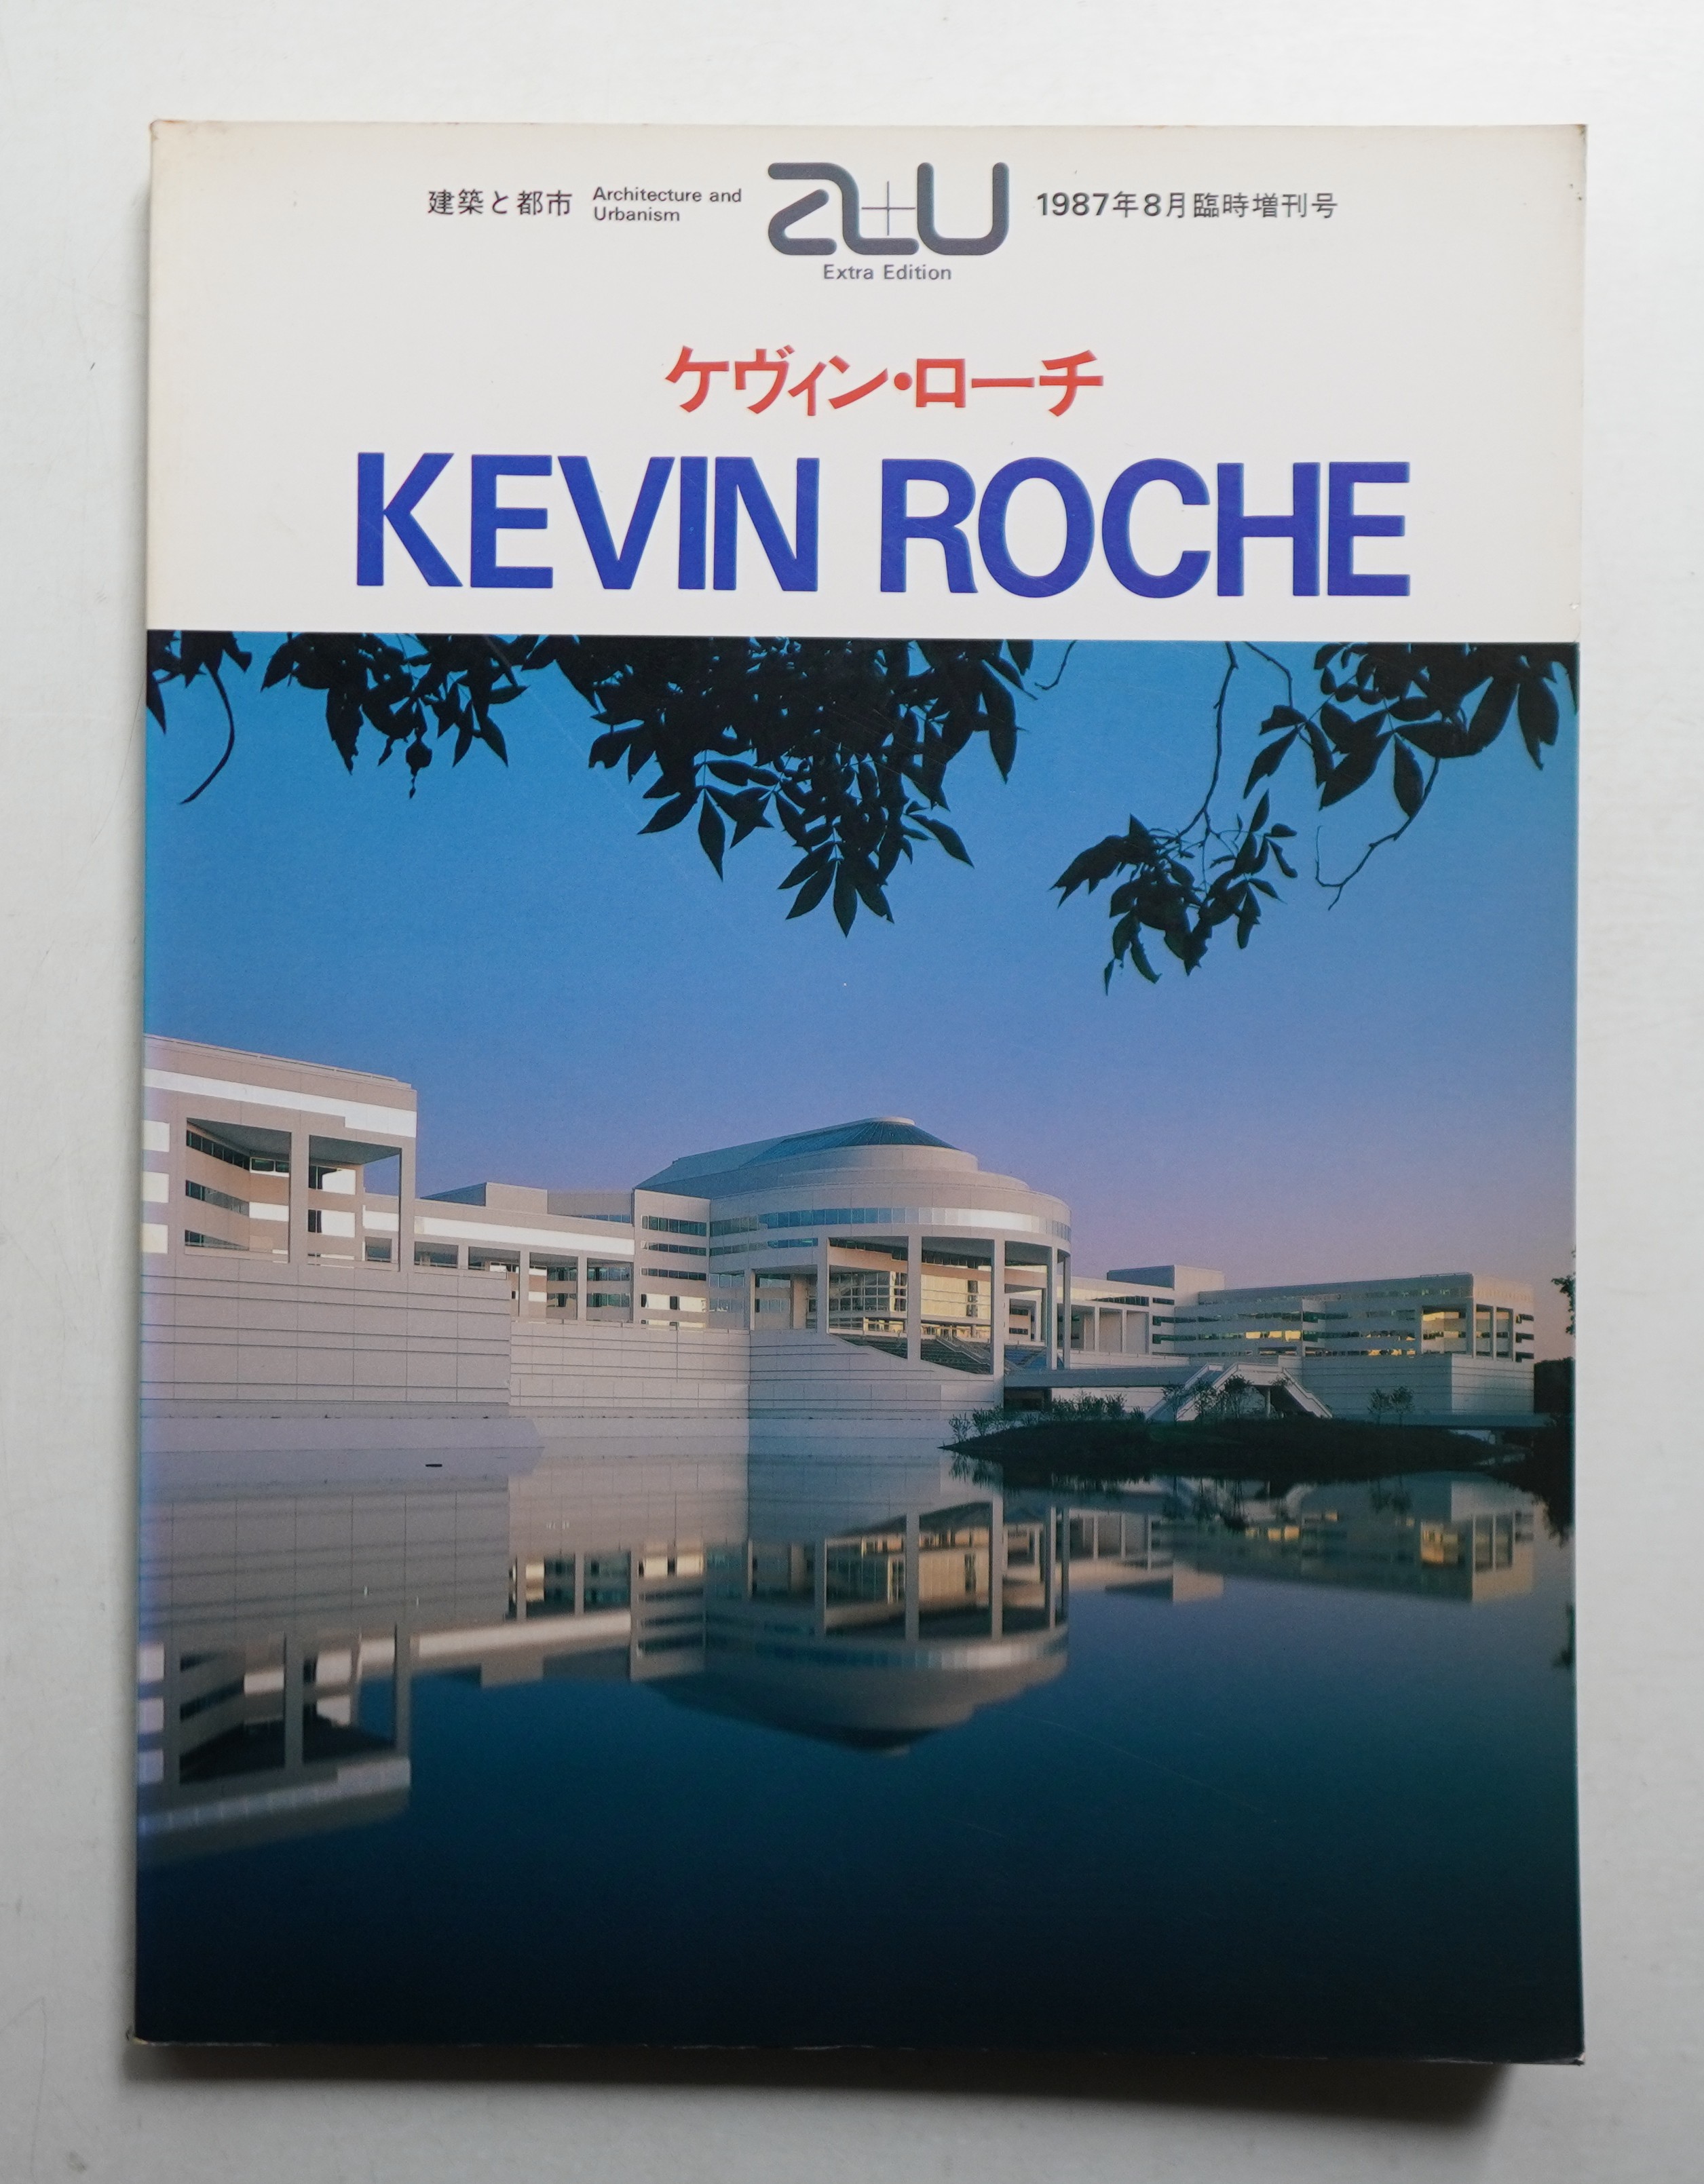 建築と都市
Architecture and
Urbanism
a+u
1987年8月臨時増刊号
Extra Edition
ケヴィン・ローチ
KEVIN ROCHE